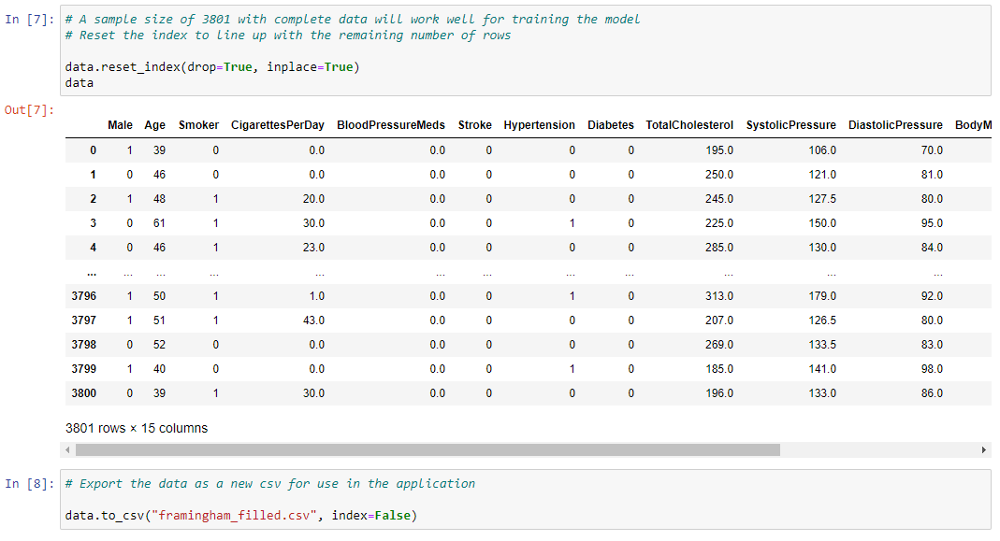 In [7]: # A sample size of 3801 with complete data will work well for training the model
# Reset the index to line up with the remaining number of rows
data.reset_index(drop=True, inplace=True)
data
Out[7]:
Male Age Smoker CigarettesPerDay BloodPressureMeds Stroke Hypertension Diabetes TotalCholesterol SystolicPressure DiastolicPressure BodyM
0 1 39 0 0.0 0.0 0 0 0 195.0 106.0 70.0
1 0 46 0 0.0 0.0 0 0 0 250.0 121.0 81.0
2 1 48 1 20.0 0.0 0 0 0 245.0 127.5 80.0
3 0 61 1 30.0 0.0 0 1 0 225.0 150.0 95.0
4 0 46 1 23.0 0.0 0 0 0 285.0 130.0 84.0
... ... ... ... ... ... ... ... ... ... ... ...
3796 1 50 1 1.0 0.0 0 1 0 313.0 179.0 92.0
3797 1 51 1 43.0 0.0 0 0 0 207.0 126.5 80.0
3798 0 52 0 0.0 0.0 0 0 0 269.0 133.5 83.0
3799 1 40 0 0.0 0.0 0 1 0 185.0 141.0 98.0
3800 0 39 1 30.0 0.0 0 0 0 196.0 133.0 86.0
3801 rows × 15 columns
In [8]: # Export the data as a new csv for use in the application
data.to_csv("framingham_filled.csv", index=False)